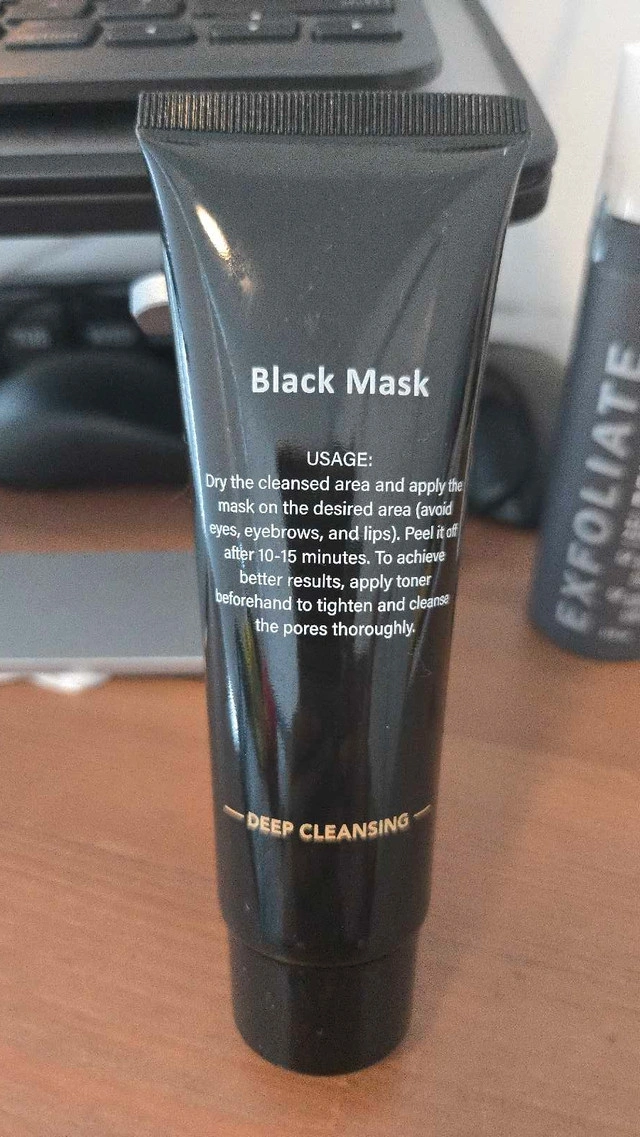 Black Mask
USAGE:
Dry the cleansed area and apply the
mask on the desired area (avoid
eyes, eyebrows, and lips). Peel it off
after 10-15 minutes. To achieve
better results, apply toner
beforehand to tighten and cleanse
the pores thoroughly.
DEEP CLEANSING
EXFOLIATE